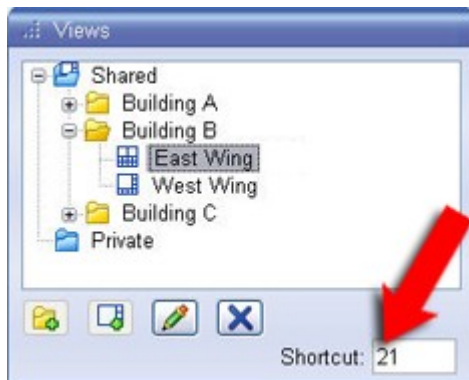 Views
Shared
Building A
Building B
East Wing
West Wing
Building C
Private
Shortcut: 21